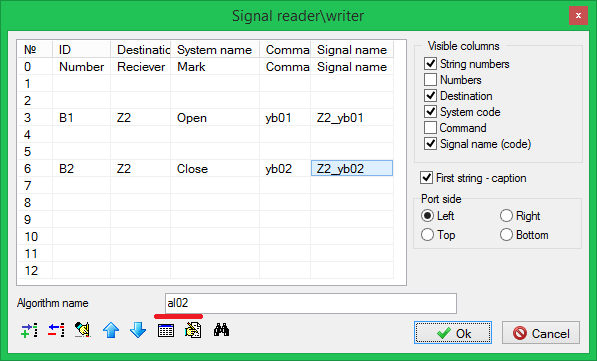 Signal reader\writer
№ ID Destinatic System name Comma Signal name
0 Number Reciever Mark Comma Signal name
1
2
3 B1 Z2 Open yb01 Z2_yb01
5
6 B2 Z2 Close yb02 Z2_yb02
7
8
9
10
11
12
Visible columns
String numbers
Numbers
Destination
System code
Command
Signal name (code)
First string - caption
Port side
Left Right
Top Bottom
Algorithm name al02
Ok Cancel